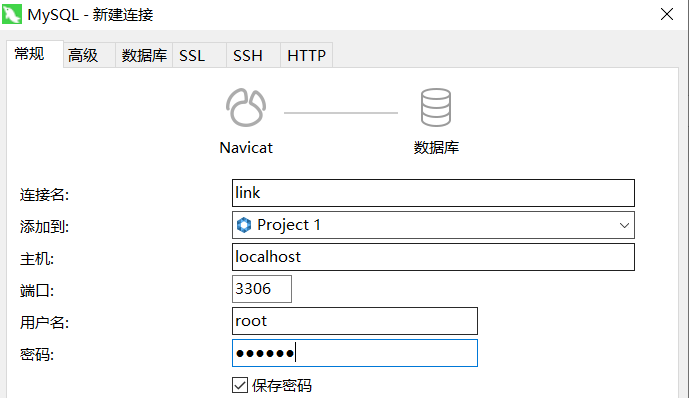 MySQL - 新建连接
常规 高级 数据库 SSL SSH HTTP
Navicat 数据库
连接名: link
添加到: Project 1
主机: localhost
端口: 3306
用户名: root
密码: ●●●●●●
保存密码